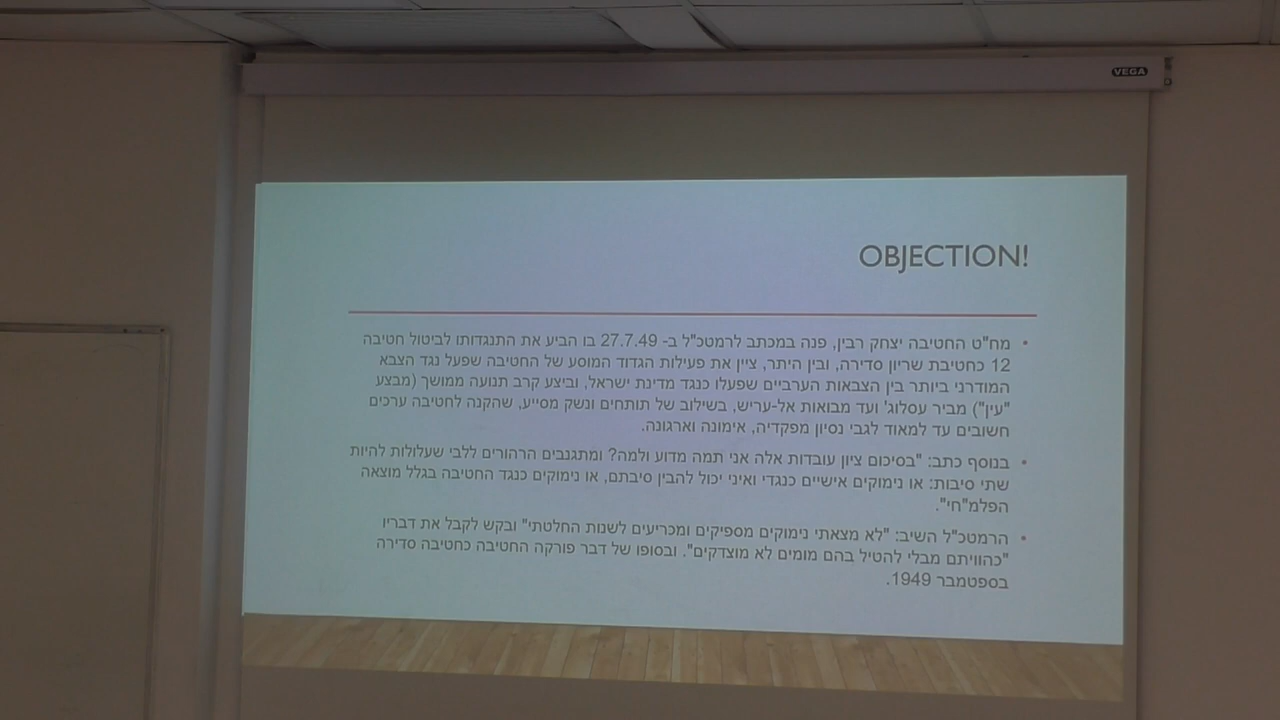 VEGA
OBJECTION!
• מח"ט החטיבה יצחק רבין, פנה במכתב לרמטכ"ל ב- 27.7.49 בו הביע את התנגדותו לביטול חטיבה
12 כחטיבת שריון סדירה, ובין היתר, ציין את פעילות הגדוד המוסע של החטיבה שפעל נגד הצבא
המודרני ביותר בין הצבאות הערביים שפעלו כנגד מדינת ישראל, וביצע קרב תנועה ממושך (מבצע
"עין") מביר עסלוג' ועד מבואות אל-עריש, בשילוב של תותחים ונשק מסייע, שהקנה לחטיבה ערכים
חשובים עד למאוד לגבי נסיון מפקדיה, אימונה וארגונה.
• בנוסף כתב: "בסיכום ציון עובדות אלה אני תמה מדוע ולמה? ומתגנבים הרהורים ללבי שעלולות להיות
שתי סיבות: או נימוקים אישיים כנגדי ואיני יכול להבין סיבתם, או נימוקים כנגד החטיבה בגלל מוצאה
הפלמ"חי".
• הרמטכ"ל השיב: "לא מצאתי נימוקים מספיקים ומכריעים לשנות החלטתי" ובקש לקבל את דבריו
"כהוויתם מבלי להטיל בהם מומים לא מוצדקים". ובסופו של דבר פורקה החטיבה כחטיבה סדירה
בספטמבר 1949.